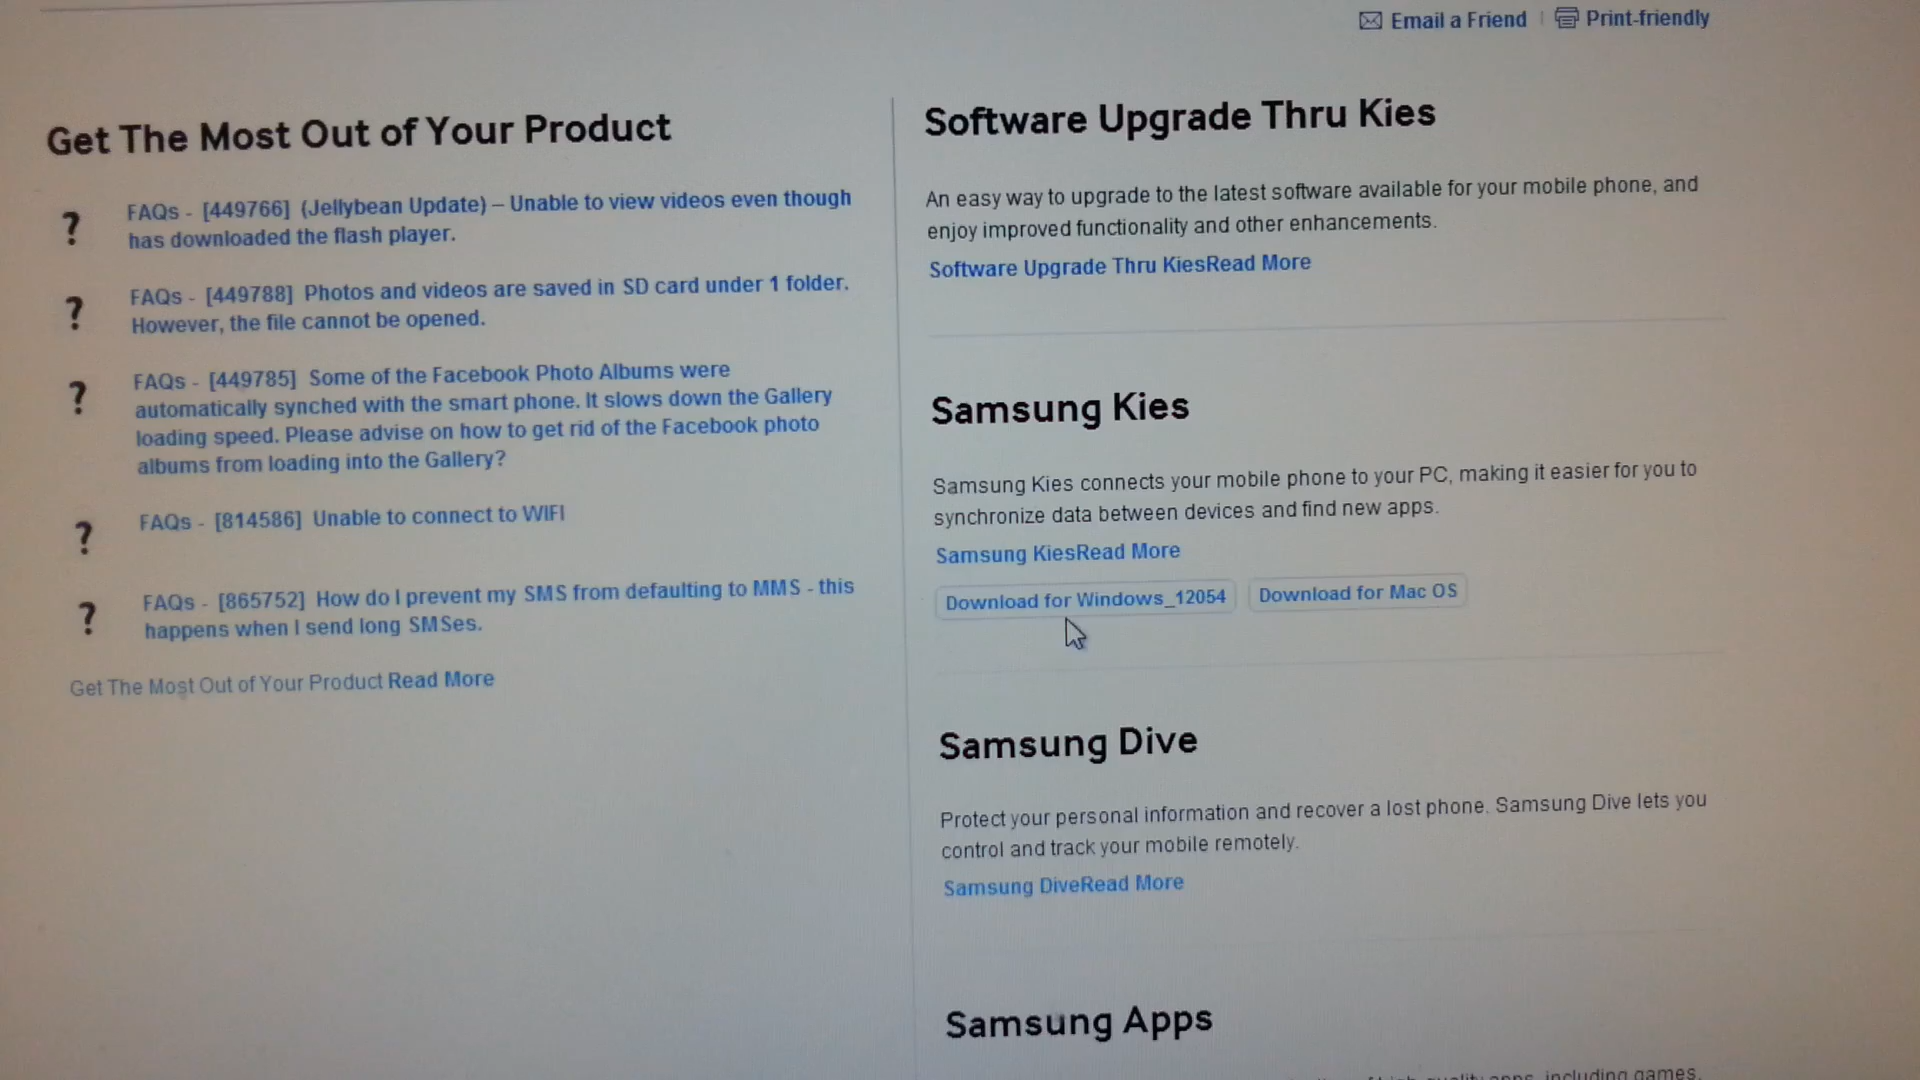 Email a Friend | Print-friendly
Get The Most Out of Your Product
? FAQs - [449766] (Jellybean Update) – Unable to view videos even though
has downloaded the flash player.
? FAQs - [449788] Photos and videos are saved in SD card under 1 folder.
However, the file cannot be opened.
? FAQs - [449785] Some of the Facebook Photo Albums were
automatically synched with the smart phone. It slows down the Gallery
loading speed. Please advise on how to get rid of the Facebook photo
albums from loading into the Gallery?
? FAQs - [814586] Unable to connect to WIFI
? FAQs - [865752] How do I prevent my SMS from defaulting to MMS - this
happens when I send long SMSes.
Get The Most Out of Your Product Read More
Software Upgrade Thru Kies
An easy way to upgrade to the latest software available for your mobile phone, and
enjoy improved functionality and other enhancements.
Software Upgrade Thru KiesRead More
Samsung Kies
Samsung Kies connects your mobile phone to your PC, making it easier for you to
synchronize data between devices and find new apps.
Samsung KiesRead More
Download for Windows_12054 Download for Mac OS
Samsung Dive
Protect your personal information and recover a lost phone. Samsung Dive lets you
control and track your mobile remotely.
Samsung DiveRead More
Samsung Apps
apps, including games,